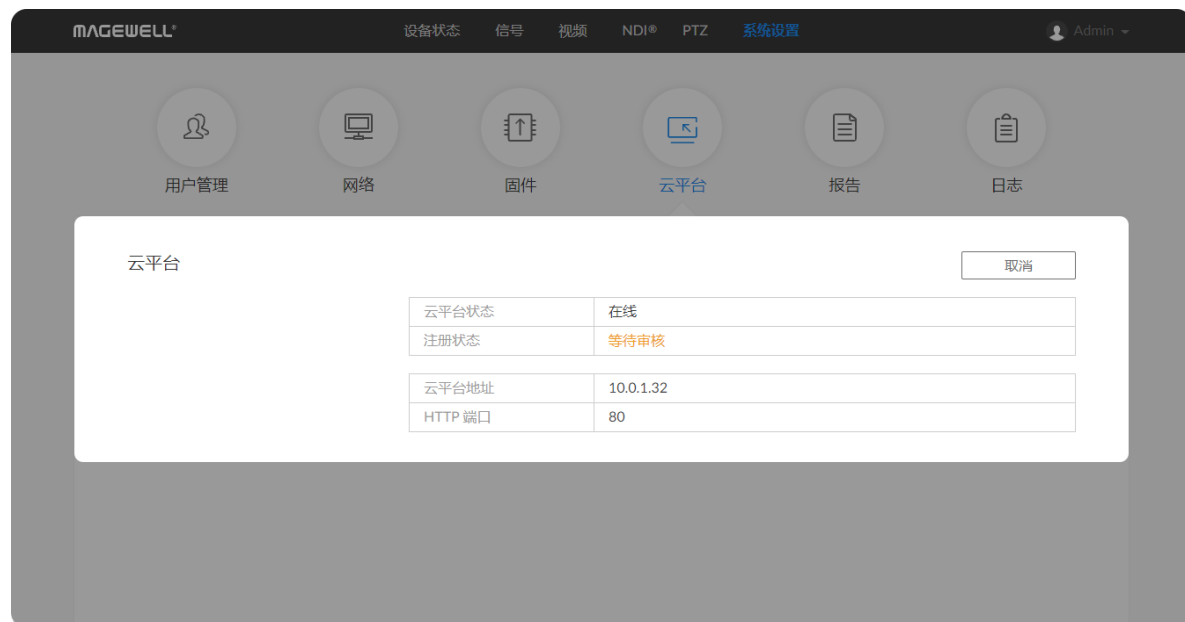 MAGEWELL®
设备状态 信号 视频 NDI® PTZ 系统设置 Admin
用户管理 网络 固件 云平台 报告 日志
云平台 取消
云平台状态 在线
注册状态 等待审核
云平台地址 10.0.1.32
HTTP 端口 80